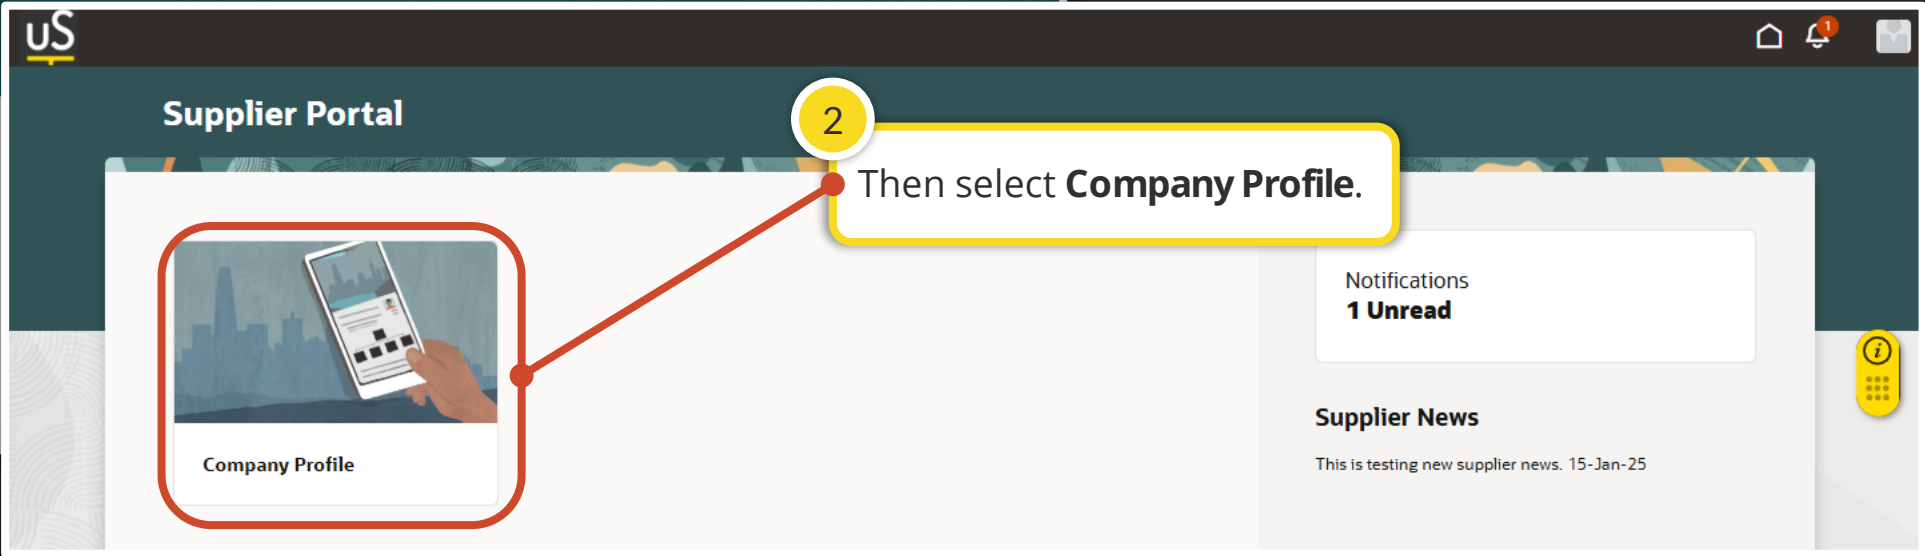 uS
1
Supplier Portal
2
Then select Company Profile.
Notifications
1 Unread
i
Supplier News
Company Profile
This is testing new supplier news. 15-Jan-25